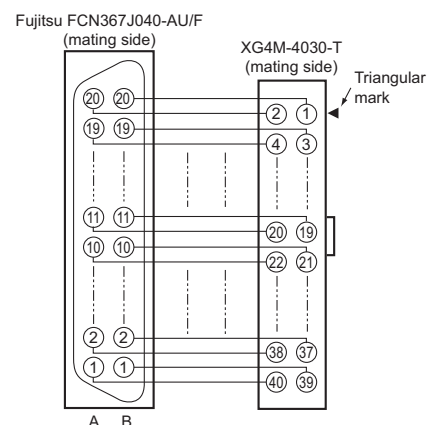 Fujitsu FCN367J040-AU/F
(mating side)
XG4M-4030-T
(mating side)
Triangular
mark
20 20
2 1
19 19
4 3
11 11
20 19
10 10
22 21
2 2
38 37
1 1
40 39
A B